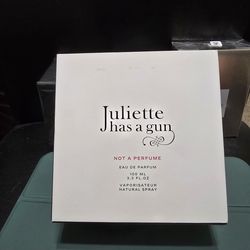 Juliette
has a gun
NOT A PERFUME
EAU DE PARFUM
100 ML
3.3 FL.OZ
VAPORISATEUR
NATURAL SPRAY